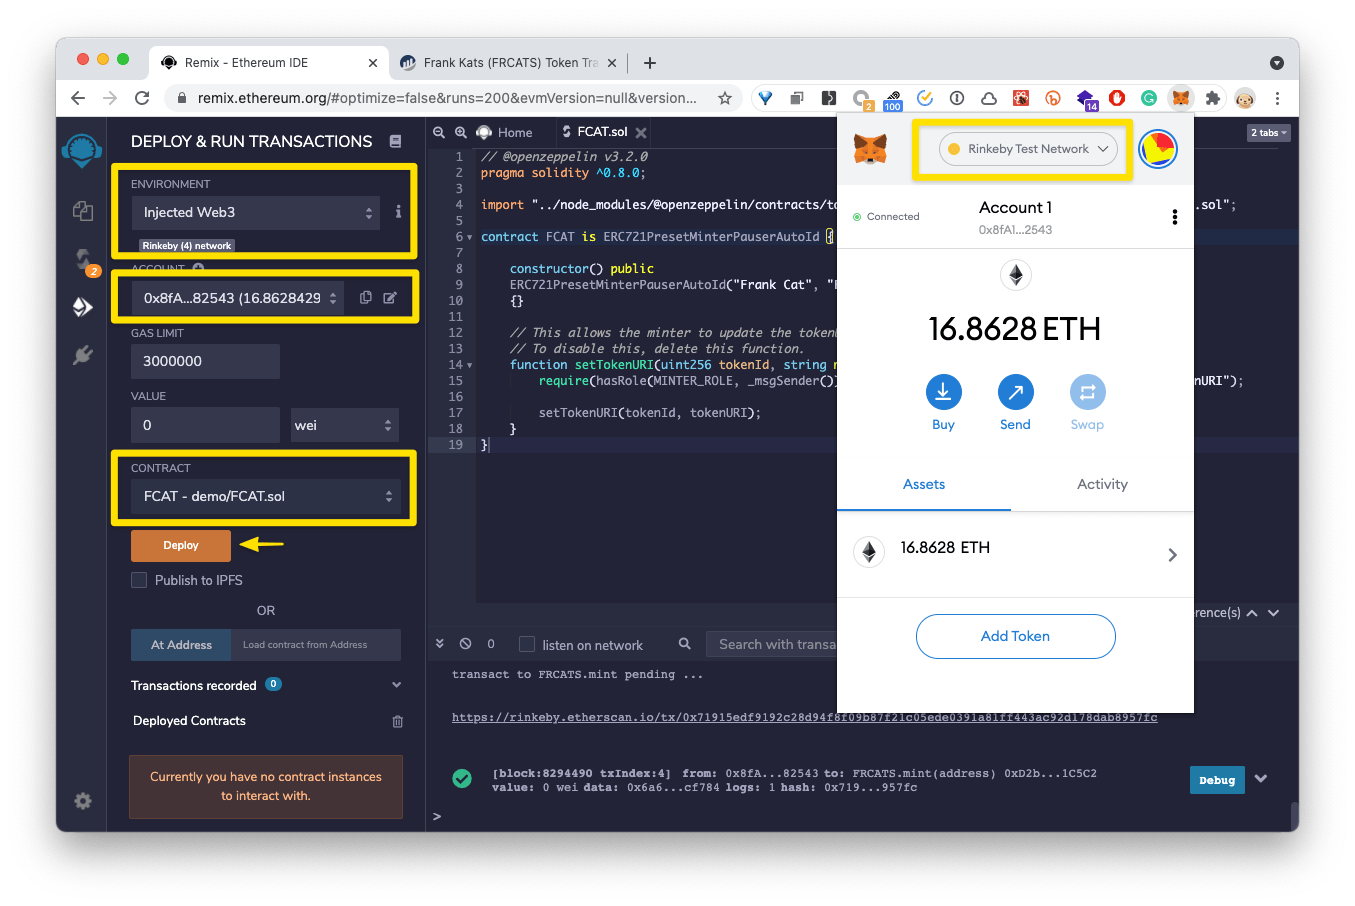 Remix - Ethereum IDE
Frank Kats (FRCATS) Token Tra
remix.ethereum.org/#optimize=false&runs=200&evmVersion=null&version...
2
100
14
DEPLOY & RUN TRANSACTIONS
ENVIRONMENT
Injected Web3
Rinkeby (4) network
ACCOUNT
2
0x8fA...82543 (16.8628429
GAS LIMIT
3000000
VALUE
0
wei
CONTRACT
FCAT - demo/FCAT.sol
Deploy
Publish to IPFS
OR
At Address
Load contract from Address
Transactions recorded 0
Deployed Contracts
Currently you have no contract instances
to interact with.
Home
FCAT.sol
2 tabs
1 // @openzeppelin v3.2.0
2 pragma solidity ^0.8.0;
3
4 import "../node_modules/@openzeppelin/contracts/to .sol";
5
6 contract FCAT is ERC721PresetMinterPauserAutoId {
7
8 constructor() public
9 ERC721PresetMinterPauserAutoId("Frank Cat", "
10 {}
11
12 // This allows the minter to update the token
13 // To disable this, delete this function.
14 function setTokenURI(uint256 tokenId, string
15 require(hasRole(MINTER_ROLE, _msgSender()) nURI");
16
17 setTokenURI(tokenId, tokenURI);
18 }
19 }
Rinkeby Test Network
Connected
Account 1
0x8fA1...2543
16.8628 ETH
Buy
Send
Swap
Assets
Activity
16.8628 ETH
Add Token
rence(s)
0
listen on network
Search with transa
transact to FRCATS.mint pending ...
https://rinkeby.etherscan.io/tx/0x71915edf9192c28d94f8f09b87f21c05ede0391a81ff443ac92d178dab8957fc
[block:8294490 txIndex:4] from: 0x8fA...82543 to: FRCATS.mint(address) 0xD2b...1C5C2
value: 0 wei data: 0x6a6...cf784 logs: 1 hash: 0x719...957fc
Debug
>